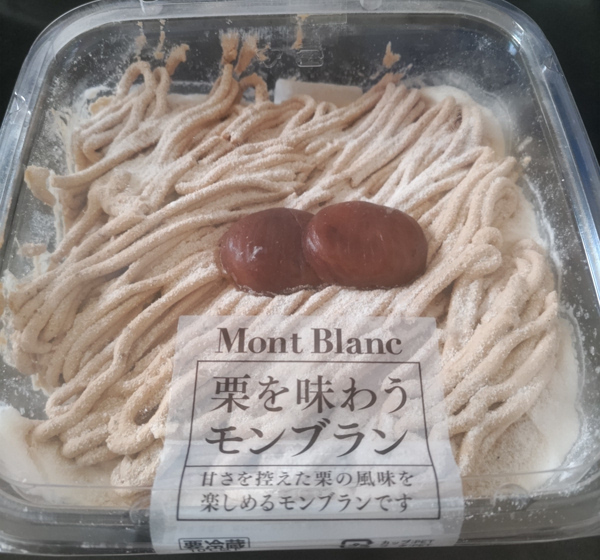 Mont Blanc
栗を味わう
モンブラン
甘さを控えた栗の風味を
楽しめるモンブランです
要冷蔵